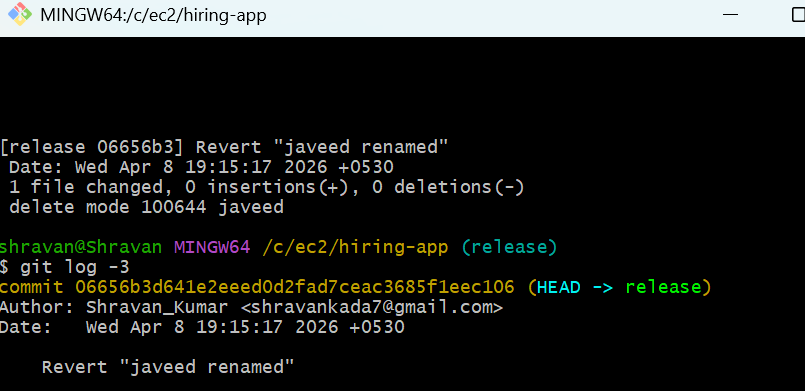 MINGW64:/c/ec2/hiring-app
[release 06656b3] Revert "javeed renamed"
Date: Wed Apr 8 19:15:17 2026 +0530
1 file changed, 0 insertions(+), 0 deletions(-)
delete mode 100644 javeed
shravan@Shravan MINGW64 /c/ec2/hiring-app (release)
$ git log -3
commit 06656b3d641e2eeed0d2fad7ceac3685f1eec106 (HEAD -> release)
Author: Shravan_Kumar <shravankada7@gmail.com>
Date:   Wed Apr 8 19:15:17 2026 +0530
Revert "javeed renamed"